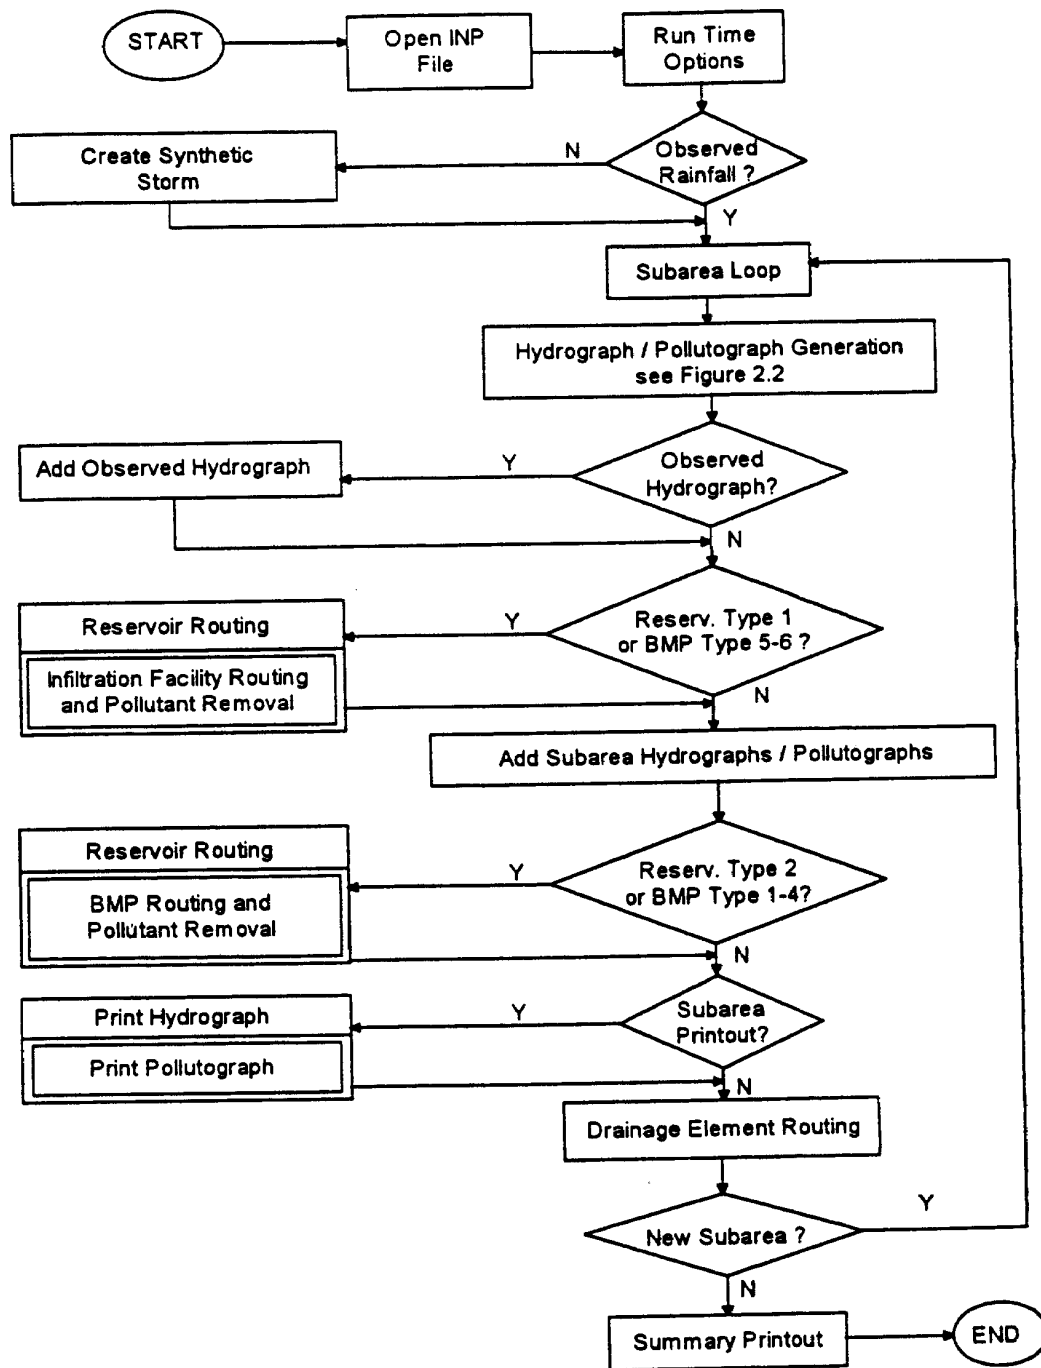 START
Open INP
File
Run Time
Options
Create Synthetic
Storm
N
Observed
Rainfall ?
Y
Subarea Loop
Hydrograph / Pollutograph Generation
see Figure 2.2
Add Observed Hydrograph
Y
Observed
Hydrograph?
N
Reservoir Routing
Infiltration Facility Routing
and Pollutant Removal
Y
Reserv. Type 1
or BMP Type 5-6 ?
N
Add Subarea Hydrographs / Pollutographs
Reservoir Routing
BMP Routing and
Pollutant Removal
Y
Reserv. Type 2
or BMP Type 1-4?
N
Print Hydrograph
Print Pollutograph
Y
Subarea
Printout?
N
Drainage Element Routing
New Subarea ?
Y
N
Summary Printout
END